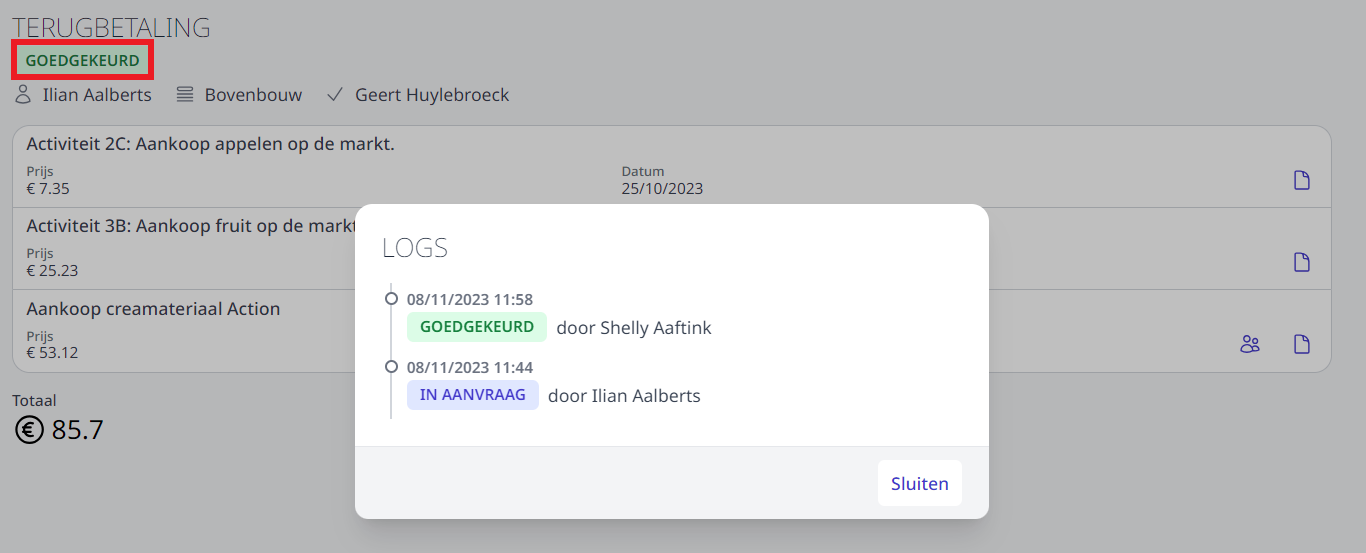 TERUGBETALING
GOEDGEKEURD
Ilian Aalberts Bovenbouw Geert Huylebroeck
Activiteit 2C: Aankoop appelen op de markt.
Prijs Datum
€ 7.35 25/10/2023
Activiteit 3B: Aankoop fruit op de markt
Prijs
€ 25.23
Aankoop creamateriaal Action
Prijs
€ 53.12
Totaal
€ 85.7
LOGS
08/11/2023 11:58
GOEDGEKEURD door Shelly Aaftink
08/11/2023 11:44
IN AANVRAAG door Ilian Aalberts
Sluiten